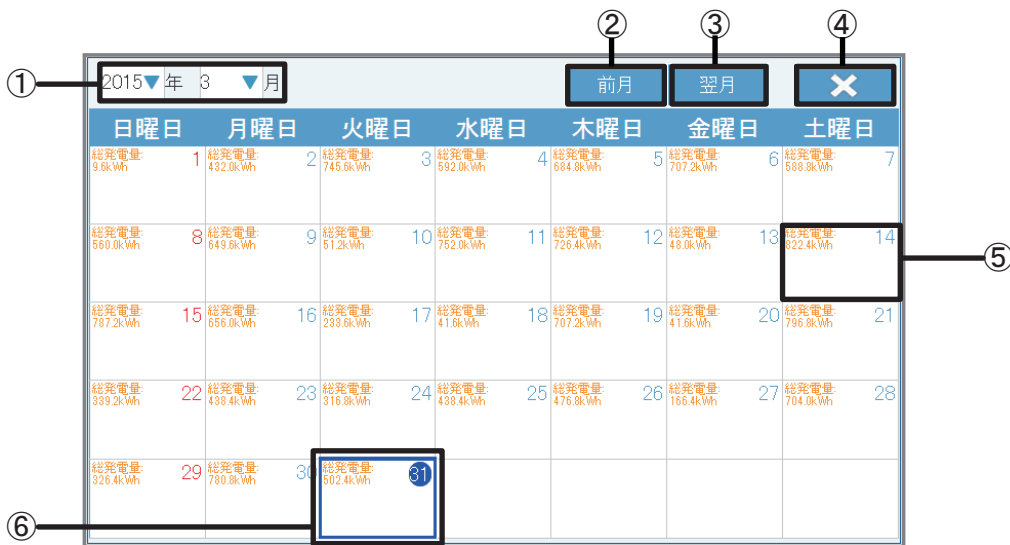 ② ③ ④
① 2015▼ 年 3 ▼ 月 前月 翌月 ✖
日曜日 月曜日 火曜日 水曜日 木曜日 金曜日 土曜日
総発電量: 1 総発電量: 2 総発電量: 3 総発電量: 4 総発電量: 5 総発電量: 6 総発電量: 7
9.6kWh 432.0kWh 745.6kWh 592.0kWh 684.8kWh 707.2kWh 588.8kWh
総発電量: 8 総発電量: 9 総発電量: 10 総発電量: 11 総発電量: 12 総発電量: 13 総発電量: 14
560.0kWh 649.6kWh 51.2kWh 752.0kWh 726.4kWh 48.0kWh 822.4kWh
⑤
総発電量: 15 総発電量: 16 総発電量: 17 総発電量: 18 総発電量: 19 総発電量: 20 総発電量: 21
787.2kWh 656.0kWh 233.6kWh 41.6kWh 707.2kWh 41.6kWh 796.8kWh
総発電量: 22 総発電量: 23 総発電量: 24 総発電量: 25 総発電量: 26 総発電量: 27 総発電量: 28
339.2kWh 438.4kWh 316.8kWh 438.4kWh 476.8kWh 166.4kWh 704.0kWh
総発電量: 29 総発電量: 30 総発電量: 31
326.4kWh 780.8kWh 502.4kWh
⑥